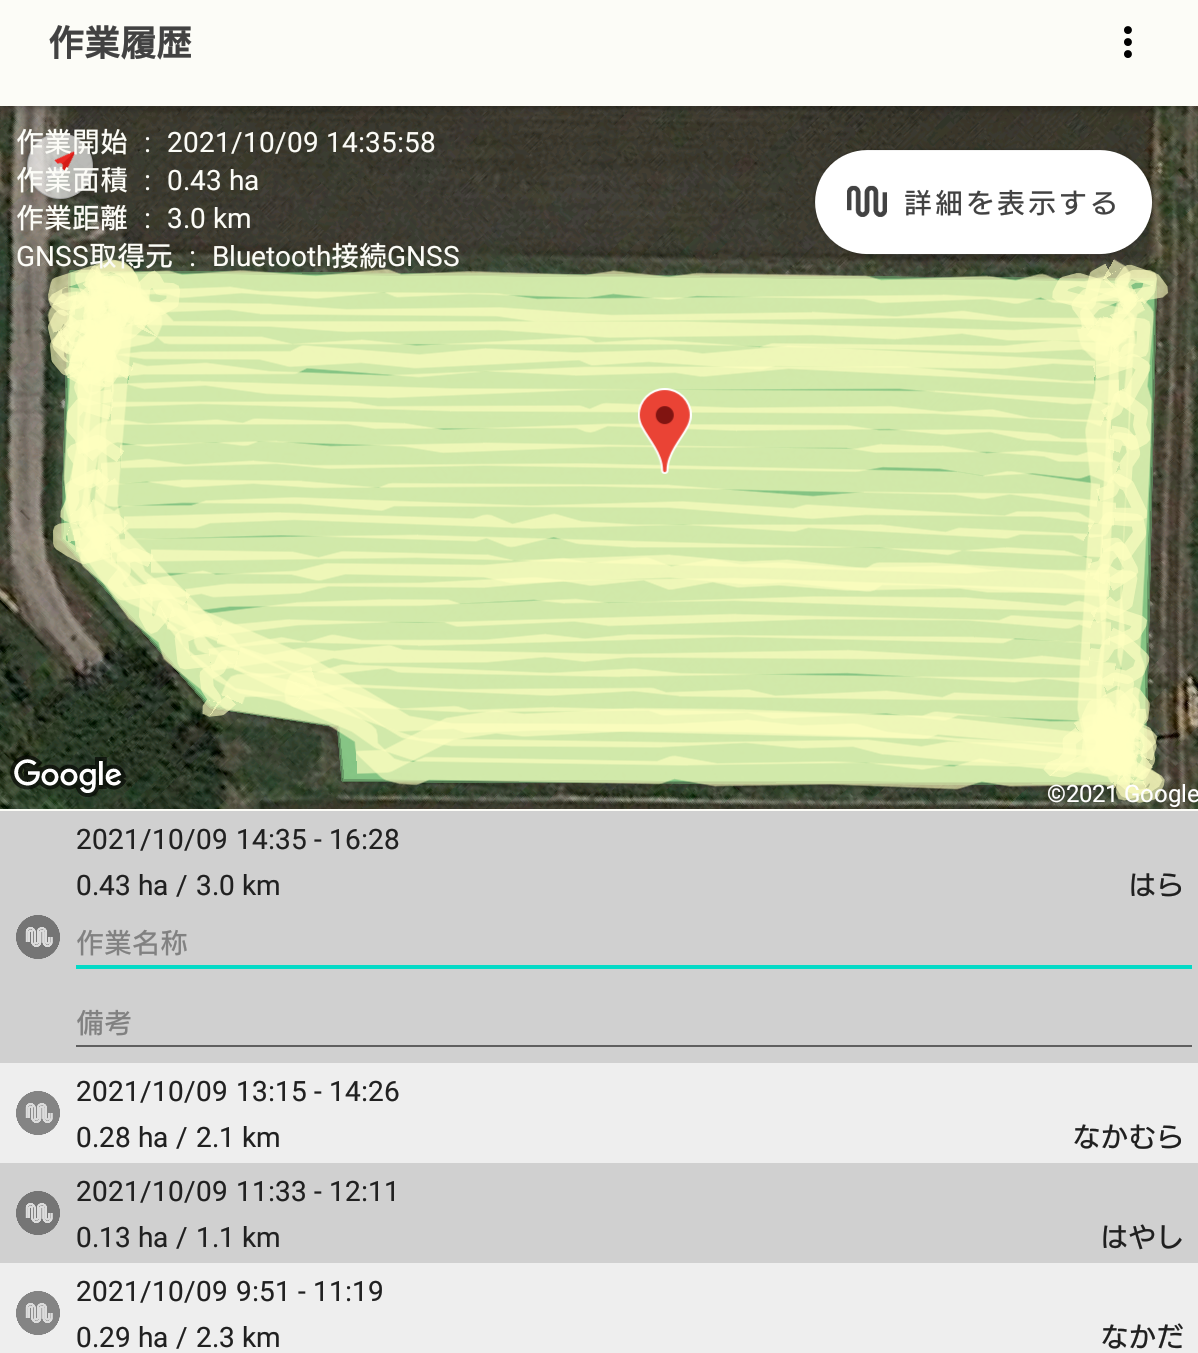 作業履歴
作業開始 : 2021/10/09 14:35:58
作業面積 : 0.43 ha
作業距離 : 3.0 km
GNSS取得元 : Bluetooth接続GNSS
詳細を表示する
Google
©2021 Google
2021/10/09 14:35 - 16:28
0.43 ha / 3.0 km はら
作業名称
備考
2021/10/09 13:15 - 14:26
0.28 ha / 2.1 km なかむら
2021/10/09 11:33 - 12:11
0.13 ha / 1.1 km はやし
2021/10/09 9:51 - 11:19
0.29 ha / 2.3 km なかだ